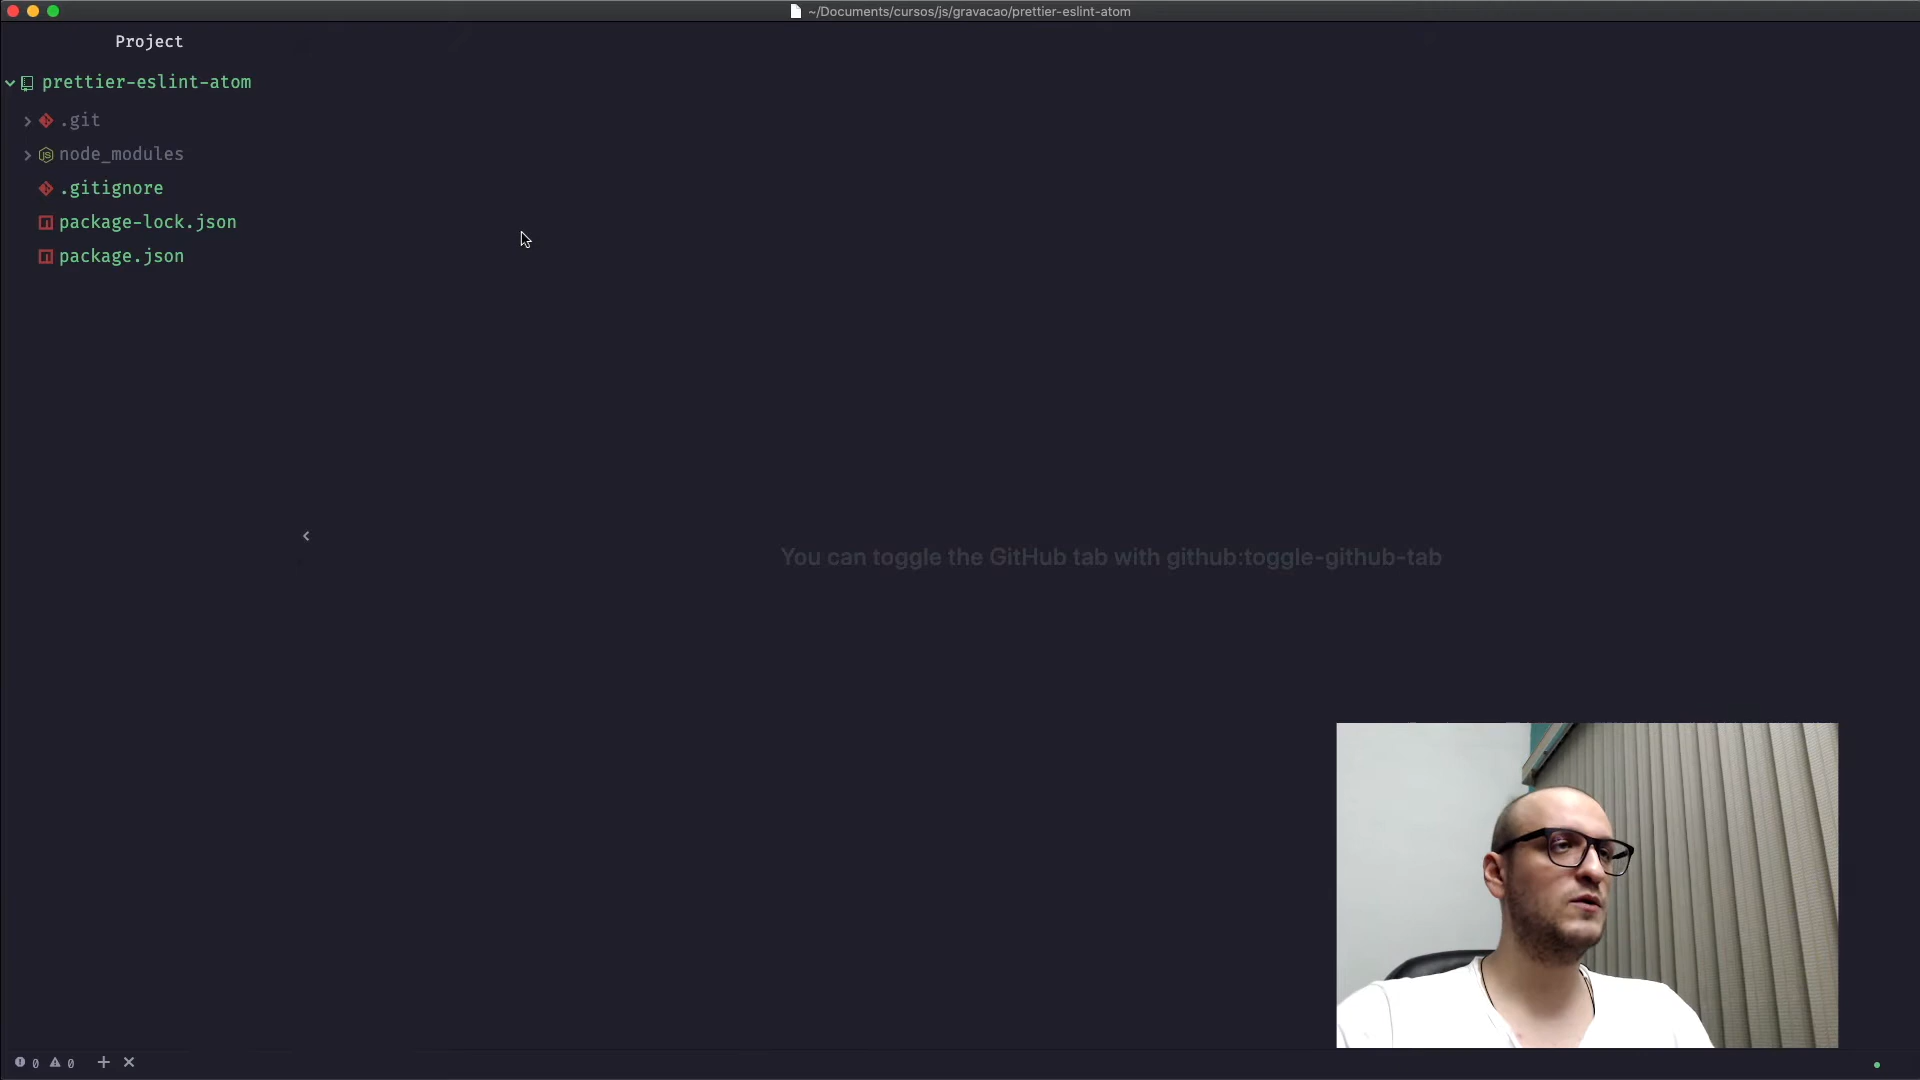 ~/Documents/cursos/js/gravacao/prettier-eslint-atom
Project
prettier-eslint-atom
.git
node_modules
.gitignore
package-lock.json
package.json
You can toggle the GitHub tab with github:toggle-github-tab
0 0